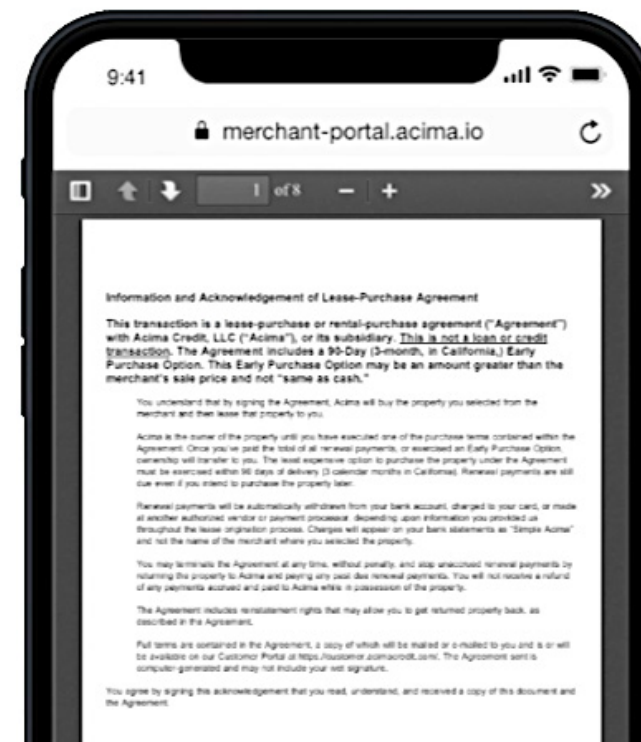 9:41
merchant-portal.acima.io
1 of 8
Information and Acknowledgement of Lease-Purchase Agreement
This transaction is a lease-purchase or rental-purchase agreement ("Agreement")
with Acima Credit, LLC ("Acima"), or its subsidiary. This is not a loan or credit
transaction. The Agreement includes a 90-Day (3-month, in California,) Early
Purchase Option. This Early Purchase Option may be an amount greater than the
merchant's sale price and not "same as cash."
You understand that by signing the Agreement, Acima will buy the property you selected from the
merchant and then lease that property to you.
Acima is the owner of the property until you have executed one of the purchase terms contained within the
Agreement. Once you've paid the total of all renewal payments, or exercised an Early Purchase Option,
ownership will transfer to you. The least expensive option to purchase the property under the Agreement
must be exercised within 90 days of delivery (3 calendar months in California). Renewal payments are still
due even if you intend to purchase the property later.
Renewal payments will be automatically withdrawn from your bank account, charged to your card, or made
at another authorized vendor or payment processor, depending upon information you provided us
throughout the lease origination process. Charges will appear on your bank statements as "Simple Acima"
and not the name of the merchant where you selected the property.
You may terminate the Agreement at any time, without penalty, and stop unaccrued renewal payments by
returning the property to Acima and paying any past due renewal payments. You will not receive a refund
of any payments accrued and paid to Acima while in possession of the property.
The Agreement includes reinstatement rights that may allow you to get returned property back, as
described in the Agreement.
Full terms are contained in the Agreement, a copy of which will be mailed or e-mailed to you and is or will
be available on our Customer Portal at https://customer.acimacredit.com/. The Agreement sent is
computer-generated and may not include your wet signature.
You agree by signing this acknowledgement that you read, understand, and received a copy of this document and
the Agreement.